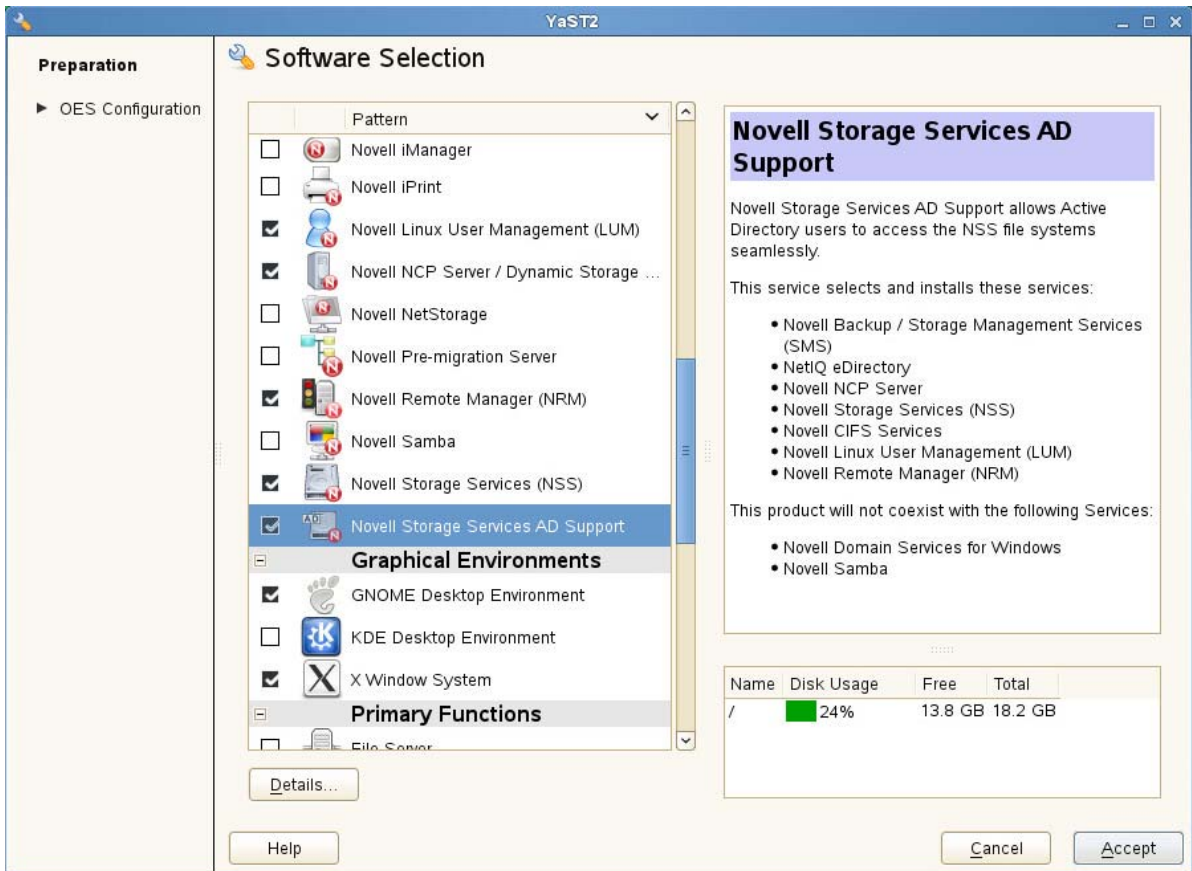 YaST2
Preparation
OES Configuration
Software Selection
Pattern
Novell iManager
Novell iPrint
Novell Linux User Management (LUM)
Novell NCP Server / Dynamic Storage ...
Novell NetStorage
Novell Pre-migration Server
Novell Remote Manager (NRM)
Novell Samba
Novell Storage Services (NSS)
Novell Storage Services AD Support
Graphical Environments
GNOME Desktop Environment
KDE Desktop Environment
X Window System
Primary Functions
File Server
Details...
Novell Storage Services AD
Support
Novell Storage Services AD Support allows Active
Directory users to access the NSS file systems
seamlessly.
This service selects and installs these services:
• Novell Backup / Storage Management Services
(SMS)
• NetIQ eDirectory
• Novell NCP Server
• Novell Storage Services (NSS)
• Novell CIFS Services
• Novell Linux User Management (LUM)
• Novell Remote Manager (NRM)
This product will not coexist with the following Services:
• Novell Domain Services for Windows
• Novell Samba
Name Disk Usage Free Total
/ 24% 13.8 GB 18.2 GB
Help
Cancel
Accept